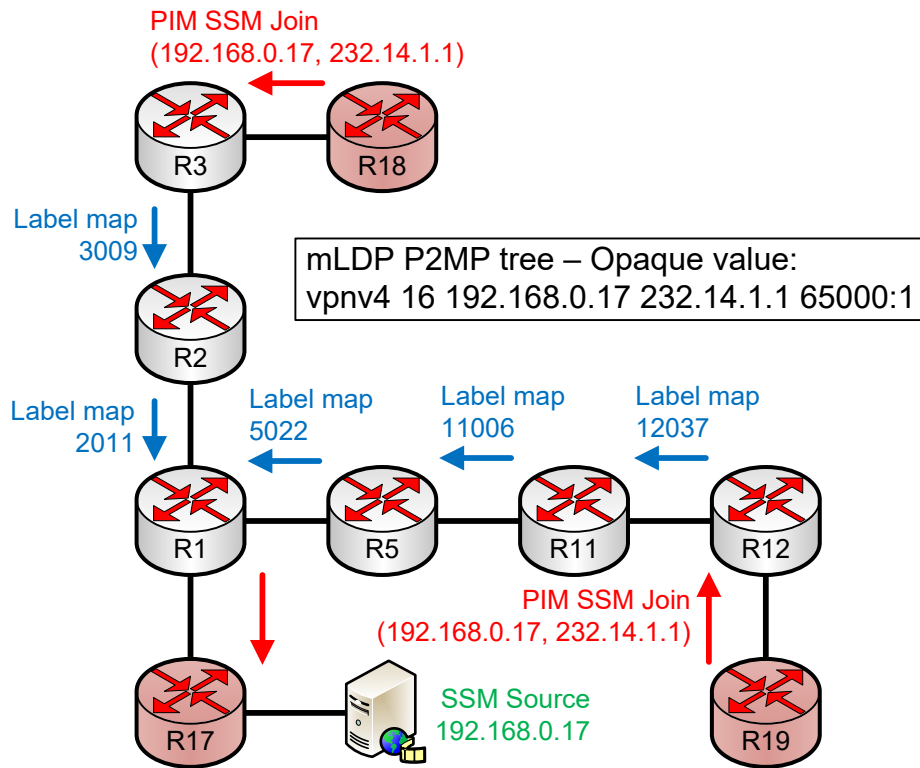 PIM SSM Join
(192.168.0.17, 232.14.1.1)
R3
R18
Label map
3009
mLDP P2MP tree – Opaque value:
vpnv4 16 192.168.0.17 232.14.1.1 65000:1
R2
Label map
2011
Label map
5022
Label map
11006
Label map
12037
R1
R5
R11
R12
PIM SSM Join
(192.168.0.17, 232.14.1.1)
R17
SSM Source
192.168.0.17
R19